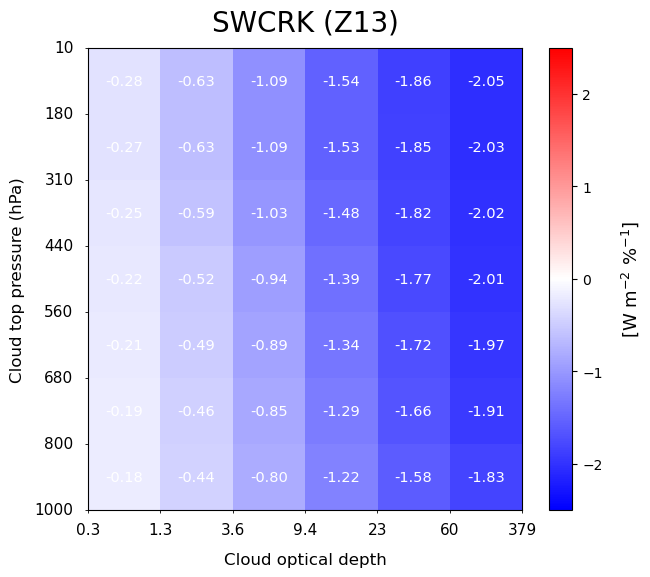 SWCRK (Z13)
10
-0.28 -0.63 -1.09 -1.54 -1.86 -2.05
180
-0.27 -0.63 -1.09 -1.53 -1.85 -2.03
310
-0.25 -0.59 -1.03 -1.48 -1.82 -2.02
440
-0.22 -0.52 -0.94 -1.39 -1.77 -2.01
560
-0.21 -0.49 -0.89 -1.34 -1.72 -1.97
680
-0.19 -0.46 -0.85 -1.29 -1.66 -1.91
800
-0.18 -0.44 -0.80 -1.22 -1.58 -1.83
1000
0.3 1.3 3.6 9.4 23 60 379
Cloud optical depth
Cloud top pressure (hPa)
2
1
0
−1
−2
[W m⁻² %⁻¹]